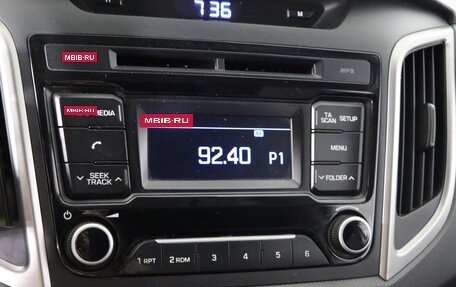 7:36
MBIB-RU
MP3
MBIB-RU MEDIA
MBIB-RU
TA SCAN SETUP
92.40 P1
MENU
SEEK TRACK
FOLDER
1 RPT 2 RDM 3 4 5 6